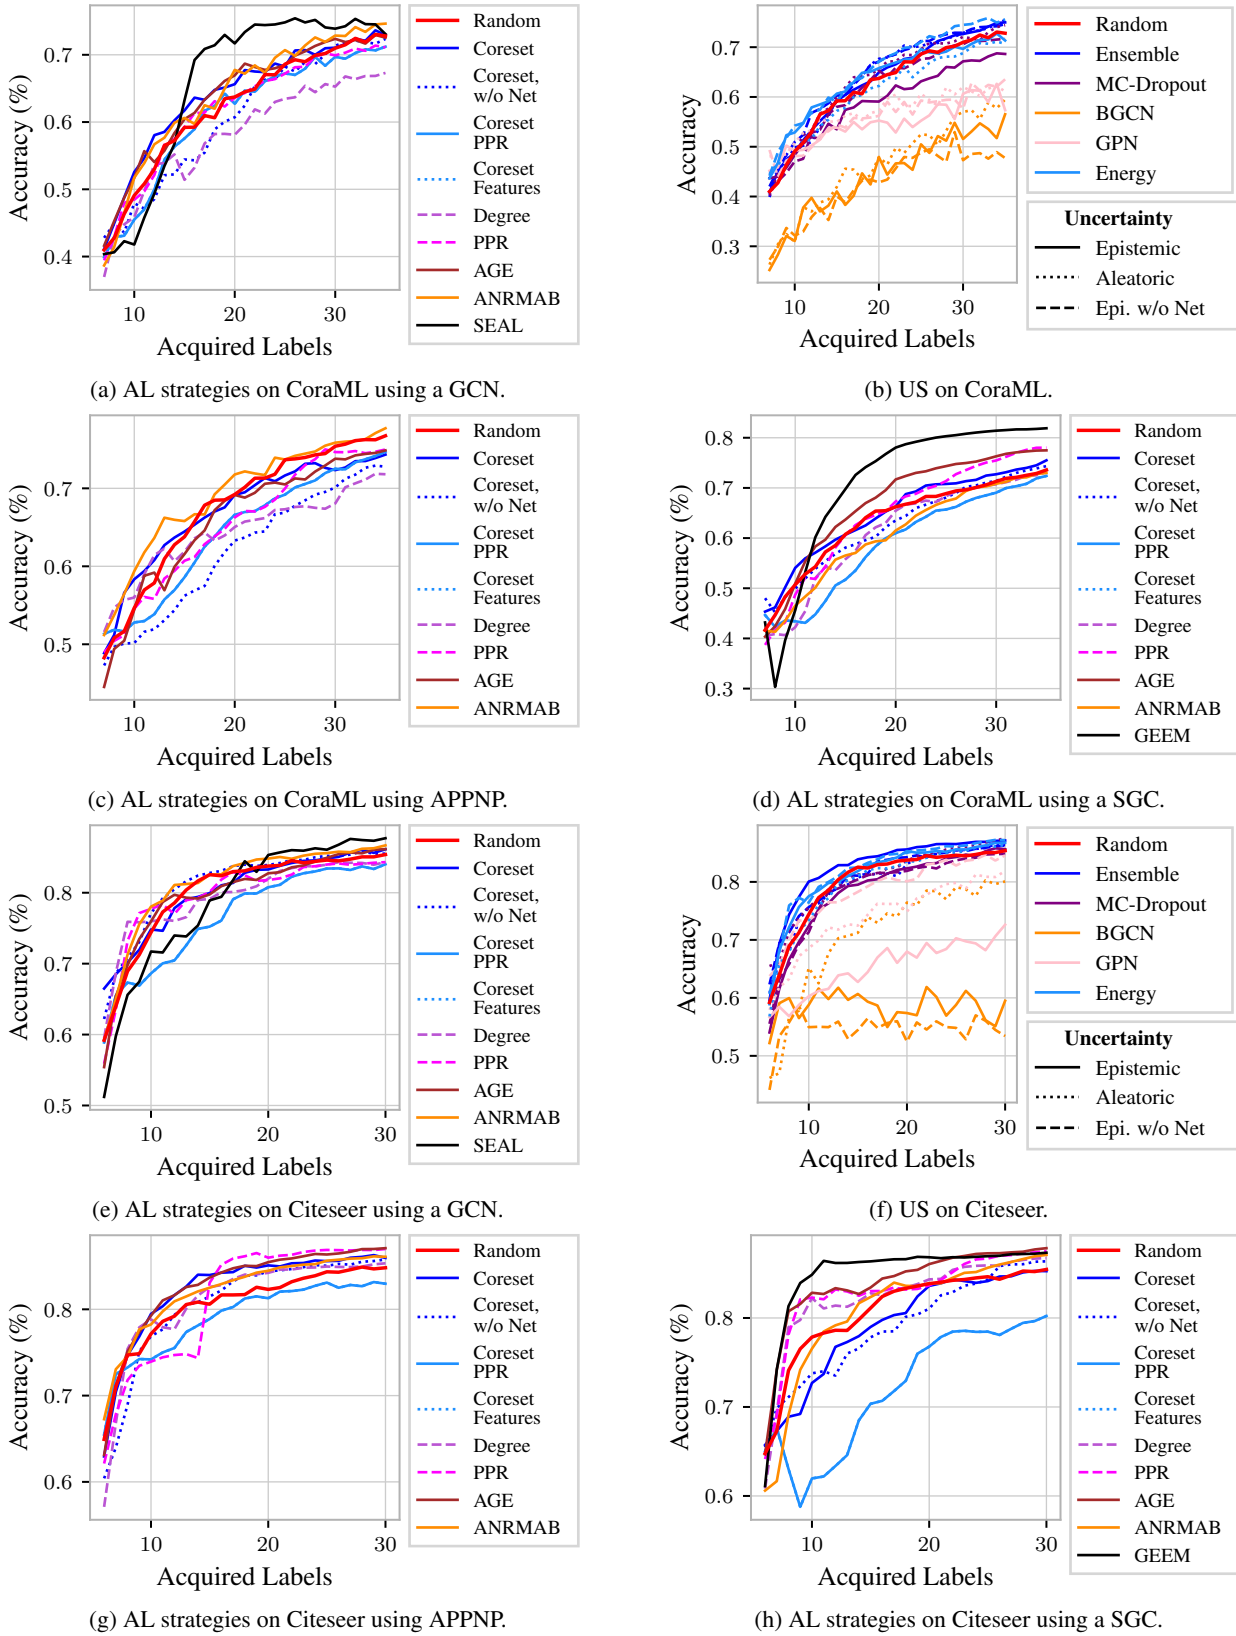 0.7
0.6
0.5
0.4
Accuracy (%)
10
20
30
Acquired Labels
Random
Coreset
Coreset,
w/o Net
Coreset
PPR
Coreset
Features
Degree
PPR
AGE
ANRMAB
SEAL
(a) AL strategies on CoraML using a GCN.
0.7
0.6
0.5
0.4
0.3
Accuracy
10
20
30
Acquired Labels
Random
Ensemble
MC-Dropout
BGCN
GPN
Energy
Uncertainty
Epistemic
Aleatoric
Epi. w/o Net
(b) US on CoraML.
0.7
0.6
0.5
Accuracy (%)
10
20
30
Acquired Labels
Random
Coreset
Coreset,
w/o Net
Coreset
PPR
Coreset
Features
Degree
PPR
AGE
ANRMAB
(c) AL strategies on CoraML using APPNP.
0.8
0.7
0.6
0.5
0.4
0.3
Accuracy (%)
10
20
30
Acquired Labels
Random
Coreset
Coreset,
w/o Net
Coreset
PPR
Coreset
Features
Degree
PPR
AGE
ANRMAB
GEEM
(d) AL strategies on CoraML using a SGC.
0.8
0.7
0.6
0.5
Accuracy (%)
10
20
30
Acquired Labels
Random
Coreset
Coreset,
w/o Net
Coreset
PPR
Coreset
Features
Degree
PPR
AGE
ANRMAB
SEAL
(e) AL strategies on Citeseer using a GCN.
0.8
0.7
0.6
0.5
Accuracy
10
20
30
Acquired Labels
Random
Ensemble
MC-Dropout
BGCN
GPN
Energy
Uncertainty
Epistemic
Aleatoric
Epi. w/o Net
(f) US on Citeseer.
0.8
0.7
0.6
Accuracy (%)
10
20
30
Acquired Labels
Random
Coreset
Coreset,
w/o Net
Coreset
PPR
Coreset
Features
Degree
PPR
AGE
ANRMAB
(g) AL strategies on Citeseer using APPNP.
0.8
0.7
0.6
Accuracy (%)
10
20
30
Acquired Labels
Random
Coreset
Coreset,
w/o Net
Coreset
PPR
Coreset
Features
Degree
PPR
AGE
ANRMAB
GEEM
(h) AL strategies on Citeseer using a SGC.